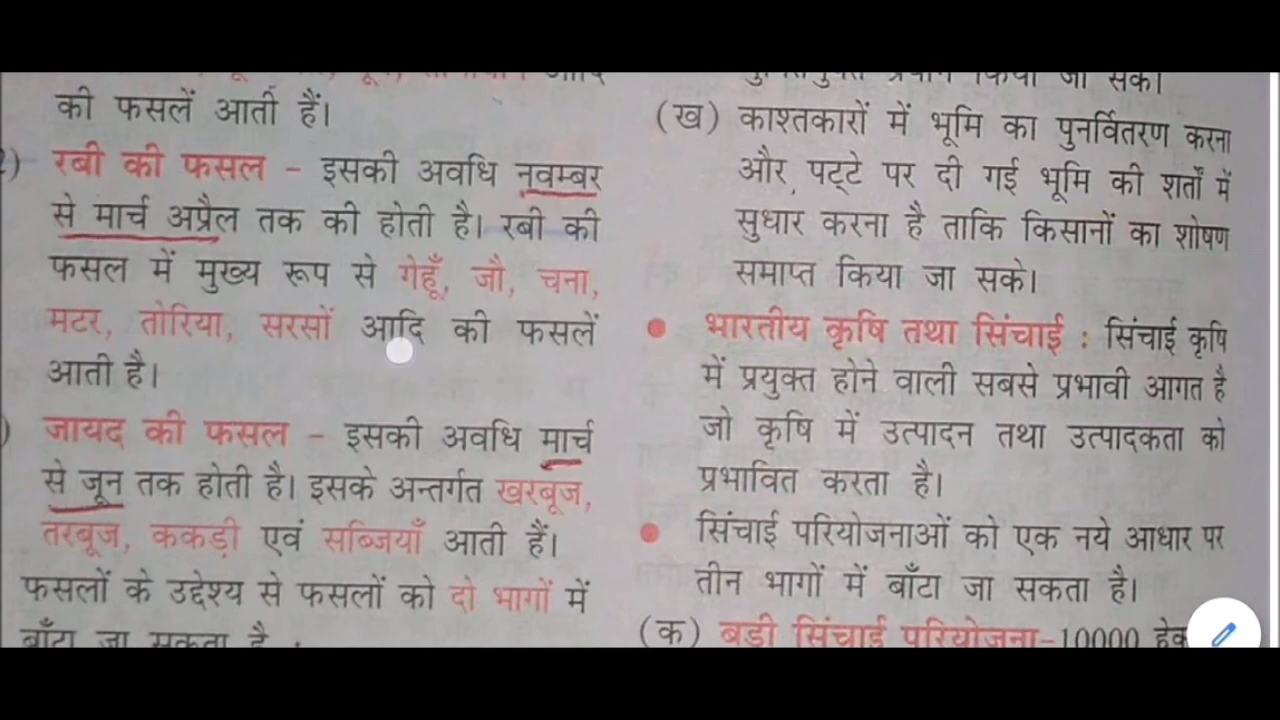 की फसलें आती हैं।
रबी की फसल - इसकी अवधि नवम्बर
से मार्च अप्रैल तक की होती है। रबी की
फसल में मुख्य रूप से गेहूँ, जौ, चना,
मटर, तोरिया, सरसों आदि की फसलें
आती है।
जायद की फसल - इसकी अवधि मार्च
से जून तक होती है। इसके अन्तर्गत खरबूज,
तरबूज, ककड़ी एवं सब्जियाँ आती हैं।
फसलों के उद्देश्य से फसलों को दो भागों में
बाँटा जा सकता है :
जा सके।
(ख) काश्तकारों में भूमि का पुनर्वितरण करना
और पट्टे पर दी गई भूमि की शर्तों में
सुधार करना है ताकि किसानों का शोषण
समाप्त किया जा सके।
• भारतीय कृषि तथा सिंचाई : सिंचाई कृषि
में प्रयुक्त होने वाली सबसे प्रभावी आगत है
जो कृषि में उत्पादन तथा उत्पादकता को
प्रभावित करता है।
• सिंचाई परियोजनाओं को एक नये आधार पर
तीन भागों में बाँटा जा सकता है।
(क) बड़ी सिंचाई परियोजना-10000